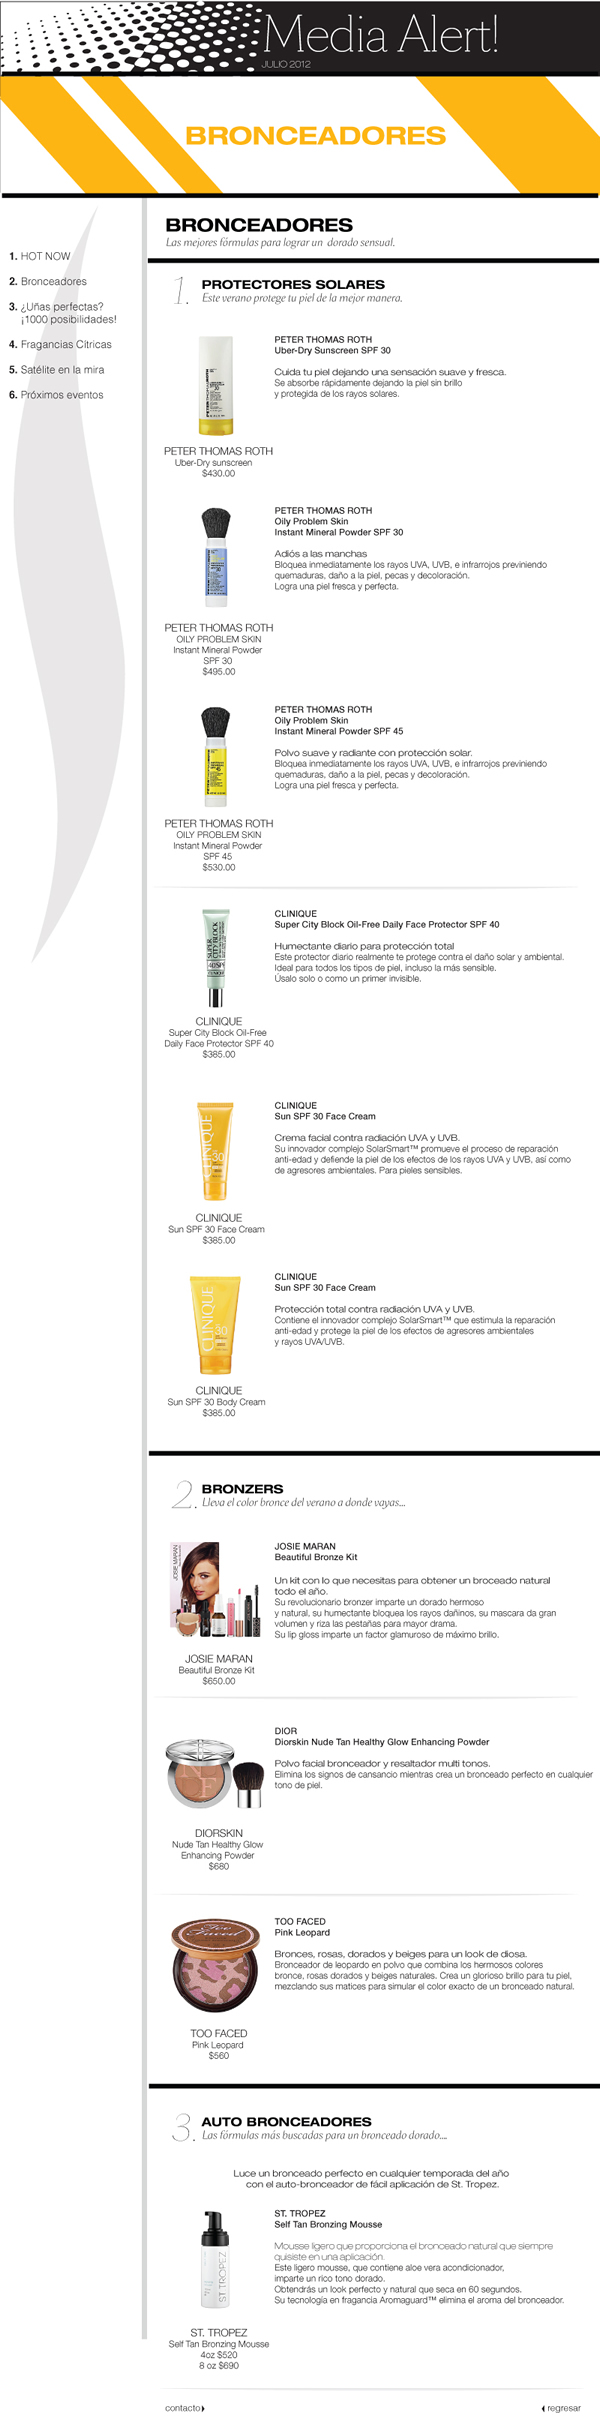 Media Alert!
JULIO 2012
BRONCEADORES
1. HOT NOW
2. Bronceadores
3. ¿Uñas perfectas?
¡1000 posibilidades!
4. Fragancias Cítricas
5. Satélite en la mira
6. Próximos eventos
BRONCEADORES
Las mejores fórmulas para lograr un dorado sensual.
1. PROTECTORES SOLARES
Este verano protege tu piel de la mejor manera.
PETER THOMAS ROTH
Uber-Dry Sunscreen SPF 30
Cuida tu piel dejando una sensación suave y fresca.
Se absorbe rápidamente dejando la piel sin brillo
y protegida de los rayos solares.
PETER THOMAS ROTH
Uber-Dry sunscreen
$430.00
PETER THOMAS ROTH
Oily Problem Skin
Instant Mineral Powder SPF 30
Adiós a las manchas
Bloquea inmediatamente los rayos UVA, UVB, e infrarrojos previniendo
quemaduras, daño a la piel, pecas y decoloración.
Logra una piel fresca y perfecta.
PETER THOMAS ROTH
OILY PROBLEM SKIN
Instant Mineral Powder
SPF 30
$495.00
PETER THOMAS ROTH
Oily Problem Skin
Instant Mineral Powder SPF 45
Polvo suave y radiante con protección solar.
Bloquea inmediatamente los rayos UVA, UVB, e infrarrojos previniendo
quemaduras, daño a la piel, pecas y decoloración.
Logra una piel fresca y perfecta.
PETER THOMAS ROTH
OILY PROBLEM SKIN
Instant Mineral Powder
SPF 45
$530.00
SUPER
CITY BLOCK
CLINIQUE
Super City Block Oil-Free Daily Face Protector SPF 40
Humectante diario para protección total
Este protector diario realmente te protege contra el daño solar y ambiental.
Ideal para todos los tipos de piel, incluso la más sensible.
Úsalo solo o como un primer invisible.
CLINIQUE
Super City Block Oil-Free
Daily Face Protector SPF 40
$385.00
CLINIQUE
30
CLINIQUE
Sun SPF 30 Face Cream
Crema facial contra radiación UVA y UVB.
Su innovador complejo SolarSmart™ promueve el proceso de reparación
anti-edad y defiende la piel de los efectos de los rayos UVA y UVB, así como
de agresores ambientales. Para pieles sensibles.
CLINIQUE
Sun SPF 30 Face Cream
$385.00
CLINIQUE
30
CLINIQUE
Sun SPF 30 Face Cream
Protección total contra radiación UVA y UVB.
Contiene el innovador complejo SolarSmart™ que estimula la reparación
anti-edad y protege la piel de los efectos de agresores ambientales
y rayos UVA/UVB.
CLINIQUE
Sun SPF 30 Body Cream
$385.00
2. BRONZERS
Lleva el color bronce del verano a donde vayas...
JOSIE MARAN
JOSIE MARAN
Beautiful Bronze Kit
Un kit con lo que necesitas para obtener un broceado natural
todo el año.
Su revolucionario bronzer imparte un dorado hermoso
y natural, su humectante bloquea los rayos dañinos, su mascara da gran
volumen y riza las pestañas para mayor drama.
Su lip gloss imparte un factor glamuroso de máximo brillo.
JOSIE MARAN
Beautiful Bronze Kit
$650.00
DIOR
Diorskin Nude Tan Healthy Glow Enhancing Powder
Polvo facial bronceador y resaltador multi tonos.
Elimina los signos de cansancio mientras crea un bronceado perfecto en cualquier
tono de piel.
DIORSKIN
Nude Tan Healthy Glow
Enhancing Powder
$680
Too Faced
TOO FACED
Pink Leopard
Bronces, rosas, dorados y beiges para un look de diosa.
Bronceador de leopardo en polvo que combina los hermosos colores
bronce, rosas dorados y beiges naturales. Crea un glorioso brillo para tu piel,
mezclando sus matices para simular el color exacto de un bronceado natural.
TOO FACED
Pink Leopard
$560
3. AUTO BRONCEADORES
Las fórmulas más buscadas para un bronceado dorado....
Luce un bronceado perfecto en cualquier temporada del año
con el auto-bronceador de fácil aplicación de St. Tropez.
ST.TROPEZ
ST. TROPEZ
Self Tan Bronzing Mousse
Mousse ligero que proporciona el bronceado natural que siempre
quisiste en una aplicación.
Este ligero mousse, que contiene aloe vera acondicionador,
imparte un rico tono dorado.
Obtendrás un look perfecto y natural que seca en 60 segundos.
Su tecnología en fragancia Aromaguard™ elimina el aroma del bronceador.
ST. TROPEZ
Self Tan Bronzing Mousse
4oz $520
8 oz $690
contacto
regresar